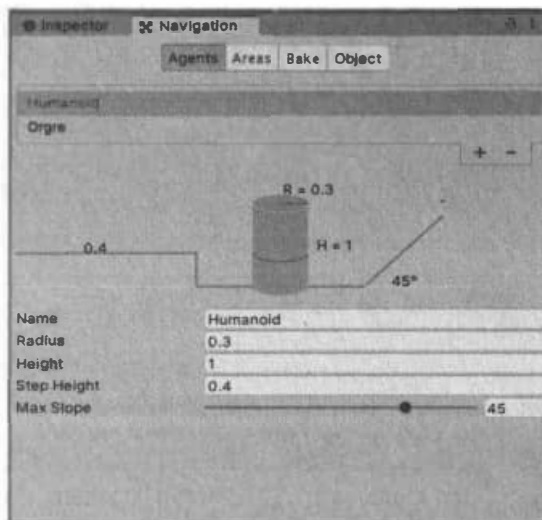 Inspector Navigation
Agents Areas Bake Object
Humanoid
Orgre
+ -
R = 0.3
0.4
H = 1
45°
Name Humanoid
Radius 0.3
Height 1
Step Height 0.4
Max Slope 45